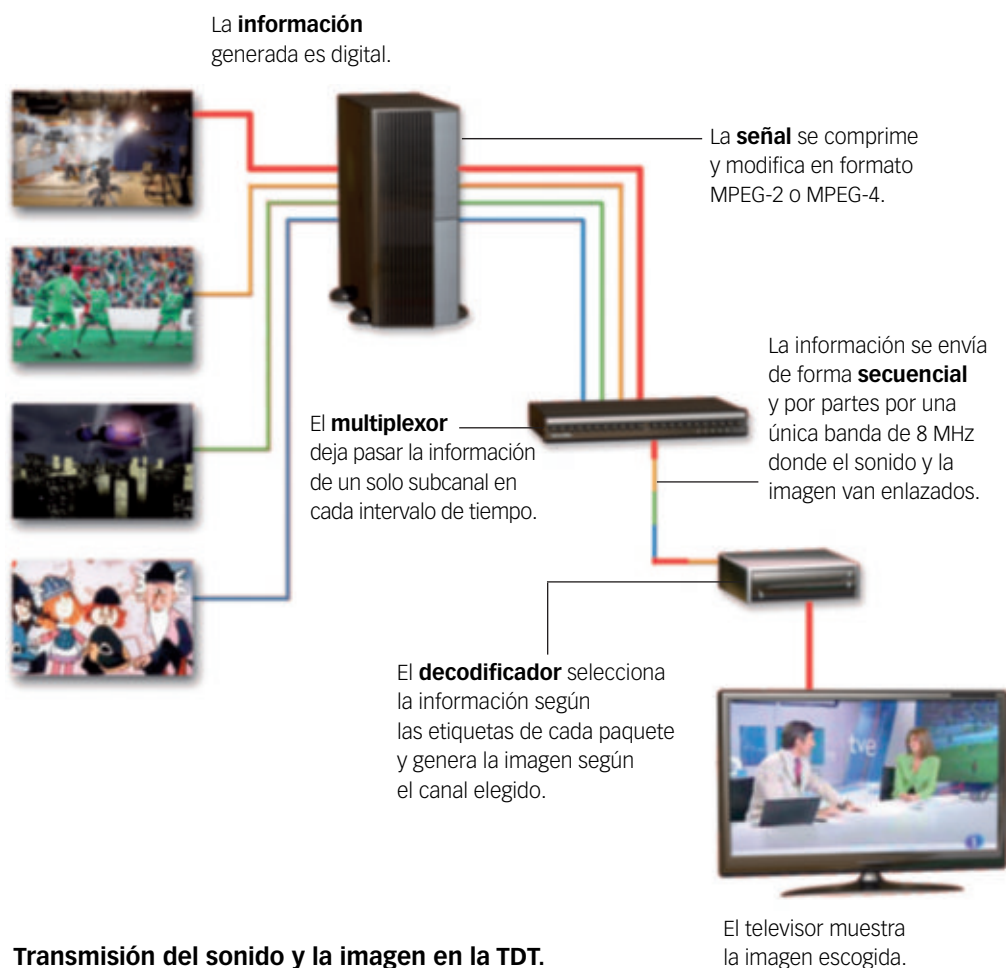 La información
generada es digital.
La señal se comprime
y modifica en formato
MPEG-2 o MPEG-4.
La información se envía
de forma secuencial
y por partes por una
única banda de 8 MHz
donde el sonido y la
imagen van enlazados.
El multiplexor
deja pasar la información
de un solo subcanal en
cada intervalo de tiempo.
El decodificador selecciona
la información según
las etiquetas de cada paquete
y genera la imagen según
el canal elegido.
tve
1
El televisor muestra
la imagen escogida.
Transmisión del sonido y la imagen en la TDT.